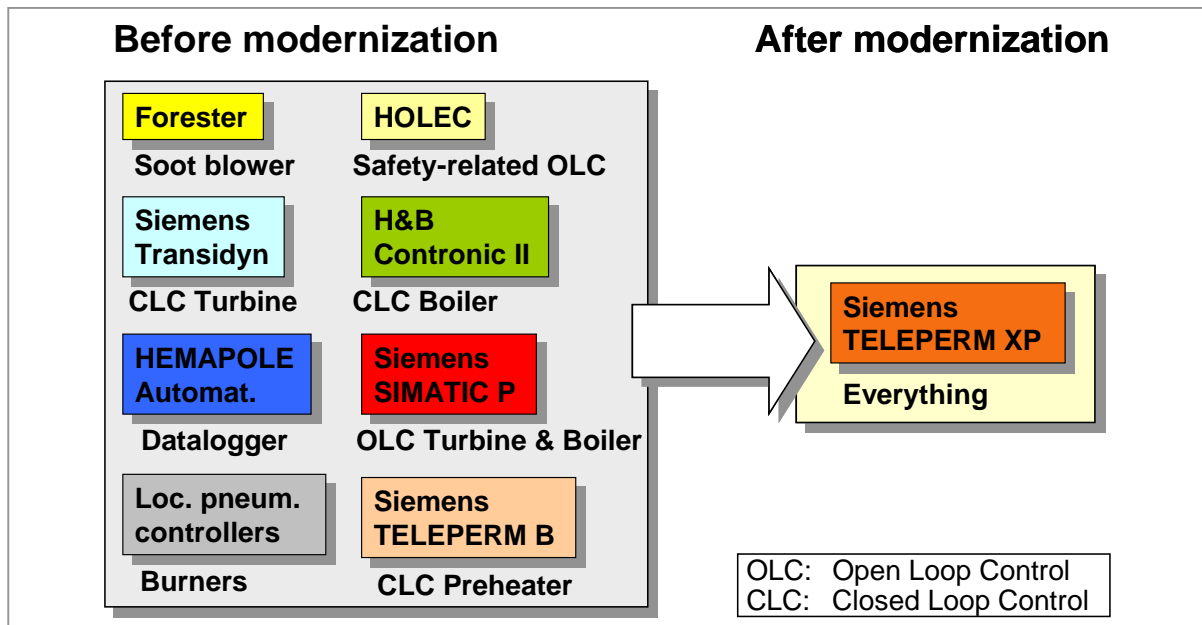 Before modernization
After modernization
Forester
Soot blower
HOLEC
Safety-related OLC
Siemens
Transidyn
CLC Turbine
H&B
Contronic II
CLC Boiler
HEMAPOLE
Automat.
Datalogger
Siemens
SIMATIC P
OLC Turbine & Boiler
Loc. pneum.
controllers
Burners
Siemens
TELEPERM B
CLC Preheater
Siemens
TELEPERM XP
Everything
OLC: Open Loop Control
CLC: Closed Loop Control